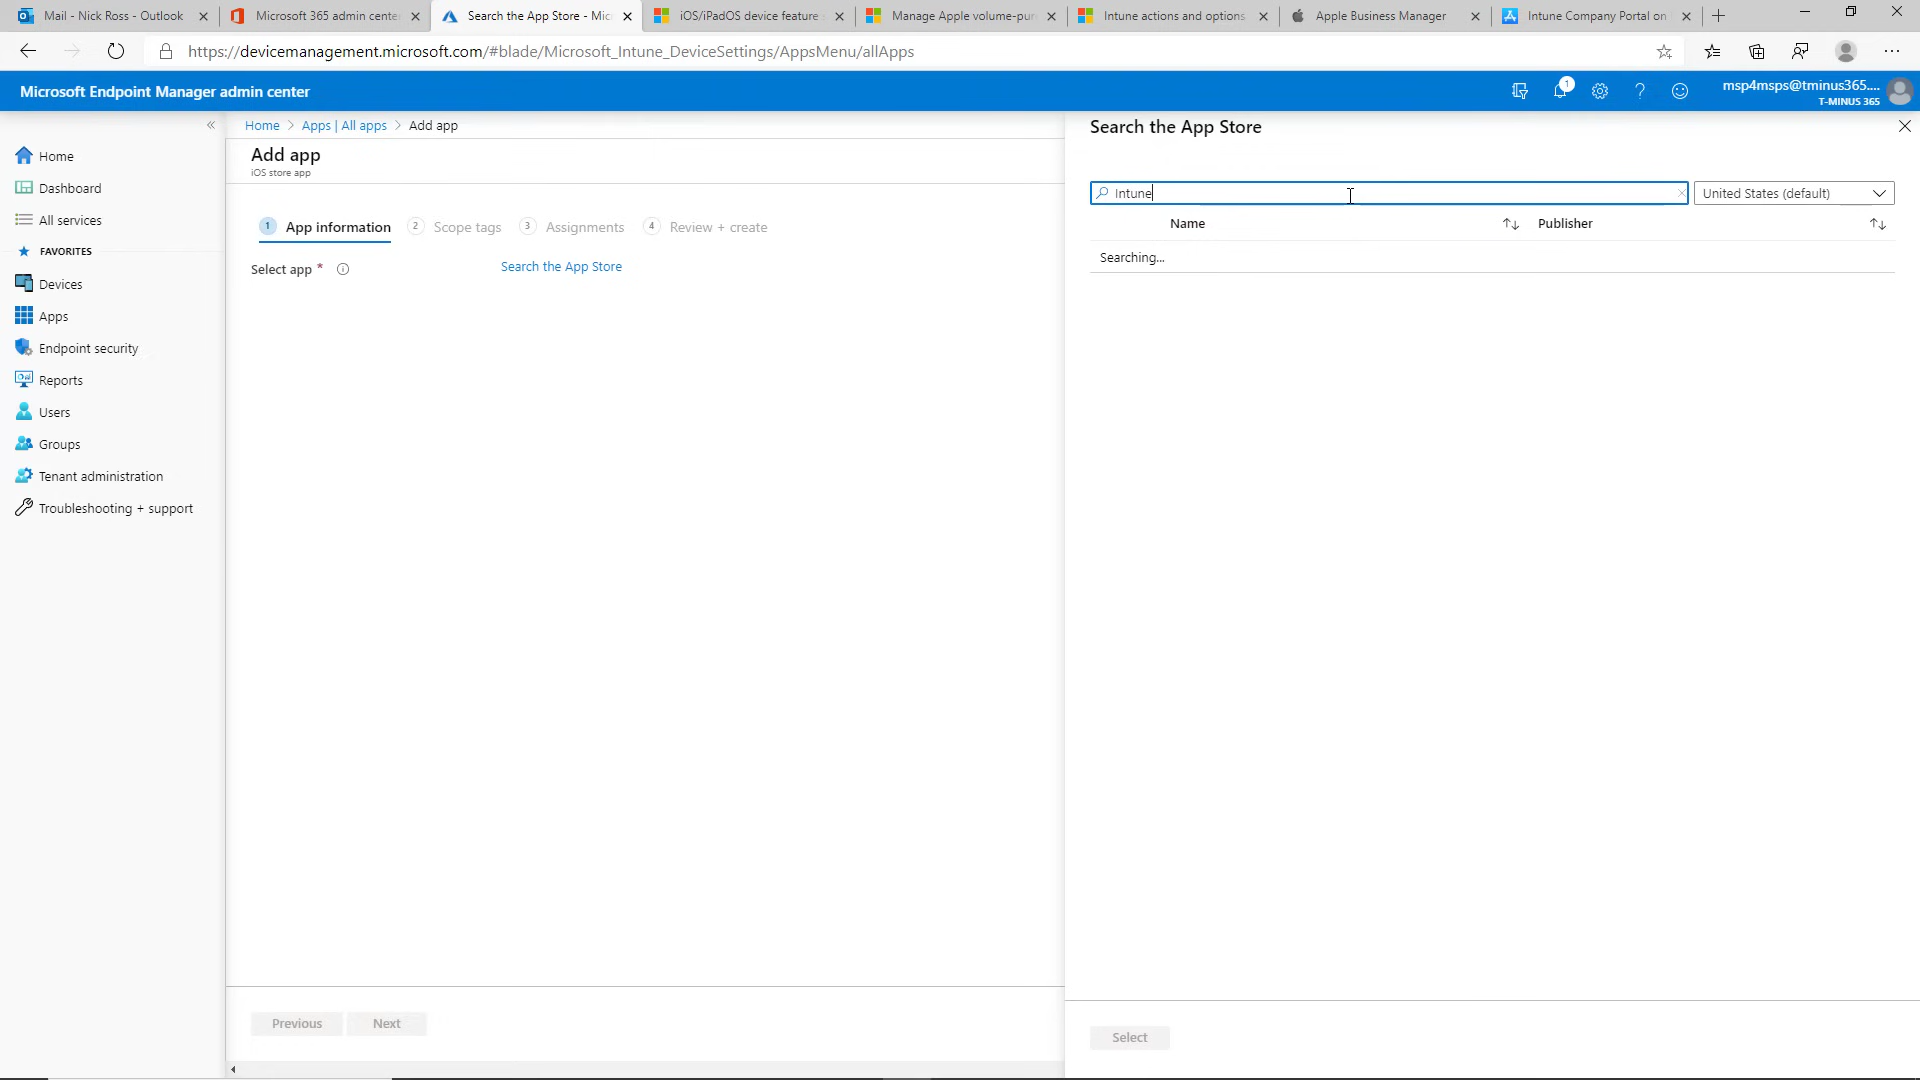 Mail - Nick Ross - Outlook
Microsoft 365 admin center
Search the App Store - Mic
iOS/iPadOS device feature s
Manage Apple volume-pur
Intune actions and options
Apple Business Manager
Intune Company Portal on
https://devicemanagement.microsoft.com/#blade/Microsoft_Intune_DeviceSettings/AppsMenu/allApps
Microsoft Endpoint Manager admin center
1
msp4msps@tminus365....
T-MINUS 365
Home
Dashboard
All services
FAVORITES
Devices
Apps
Endpoint security
Reports
Users
Groups
Tenant administration
Troubleshooting + support
Home > Apps | All apps > Add app
Add app
iOS store app
1 App information
2 Scope tags
3 Assignments
4 Review + create
Select app *
Search the App Store
Previous
Next
Search the App Store
Intune
United States (default)
Name
Publisher
Searching...
Select